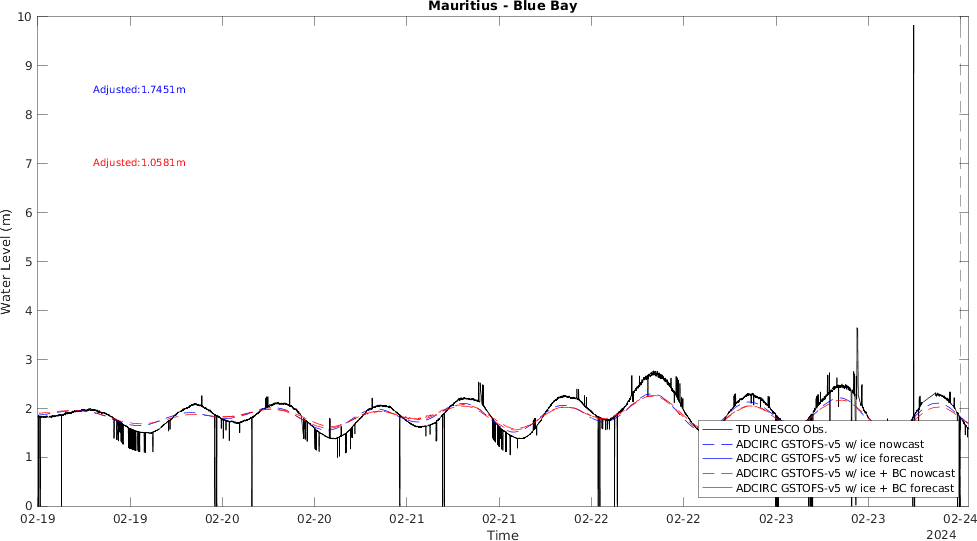 Mauritius - Blue Bay
10
9
8
7
6
5
4
3
2
1
0
Water Level (m)
Adjusted:1.7451m
Adjusted:1.0581m
TD UNESCO Obs.
ADCIRC GSTOFS-v5 w/ ice nowcast
ADCIRC GSTOFS-v5 w/ ice forecast
ADCIRC GSTOFS-v5 w/ ice + BC nowcast
ADCIRC GSTOFS-v5 w/ ice + BC forecast
02-19 02-19 02-20 02-20 02-21 02-21 02-22 02-22 02-23 02-23 02-24
Time
2024